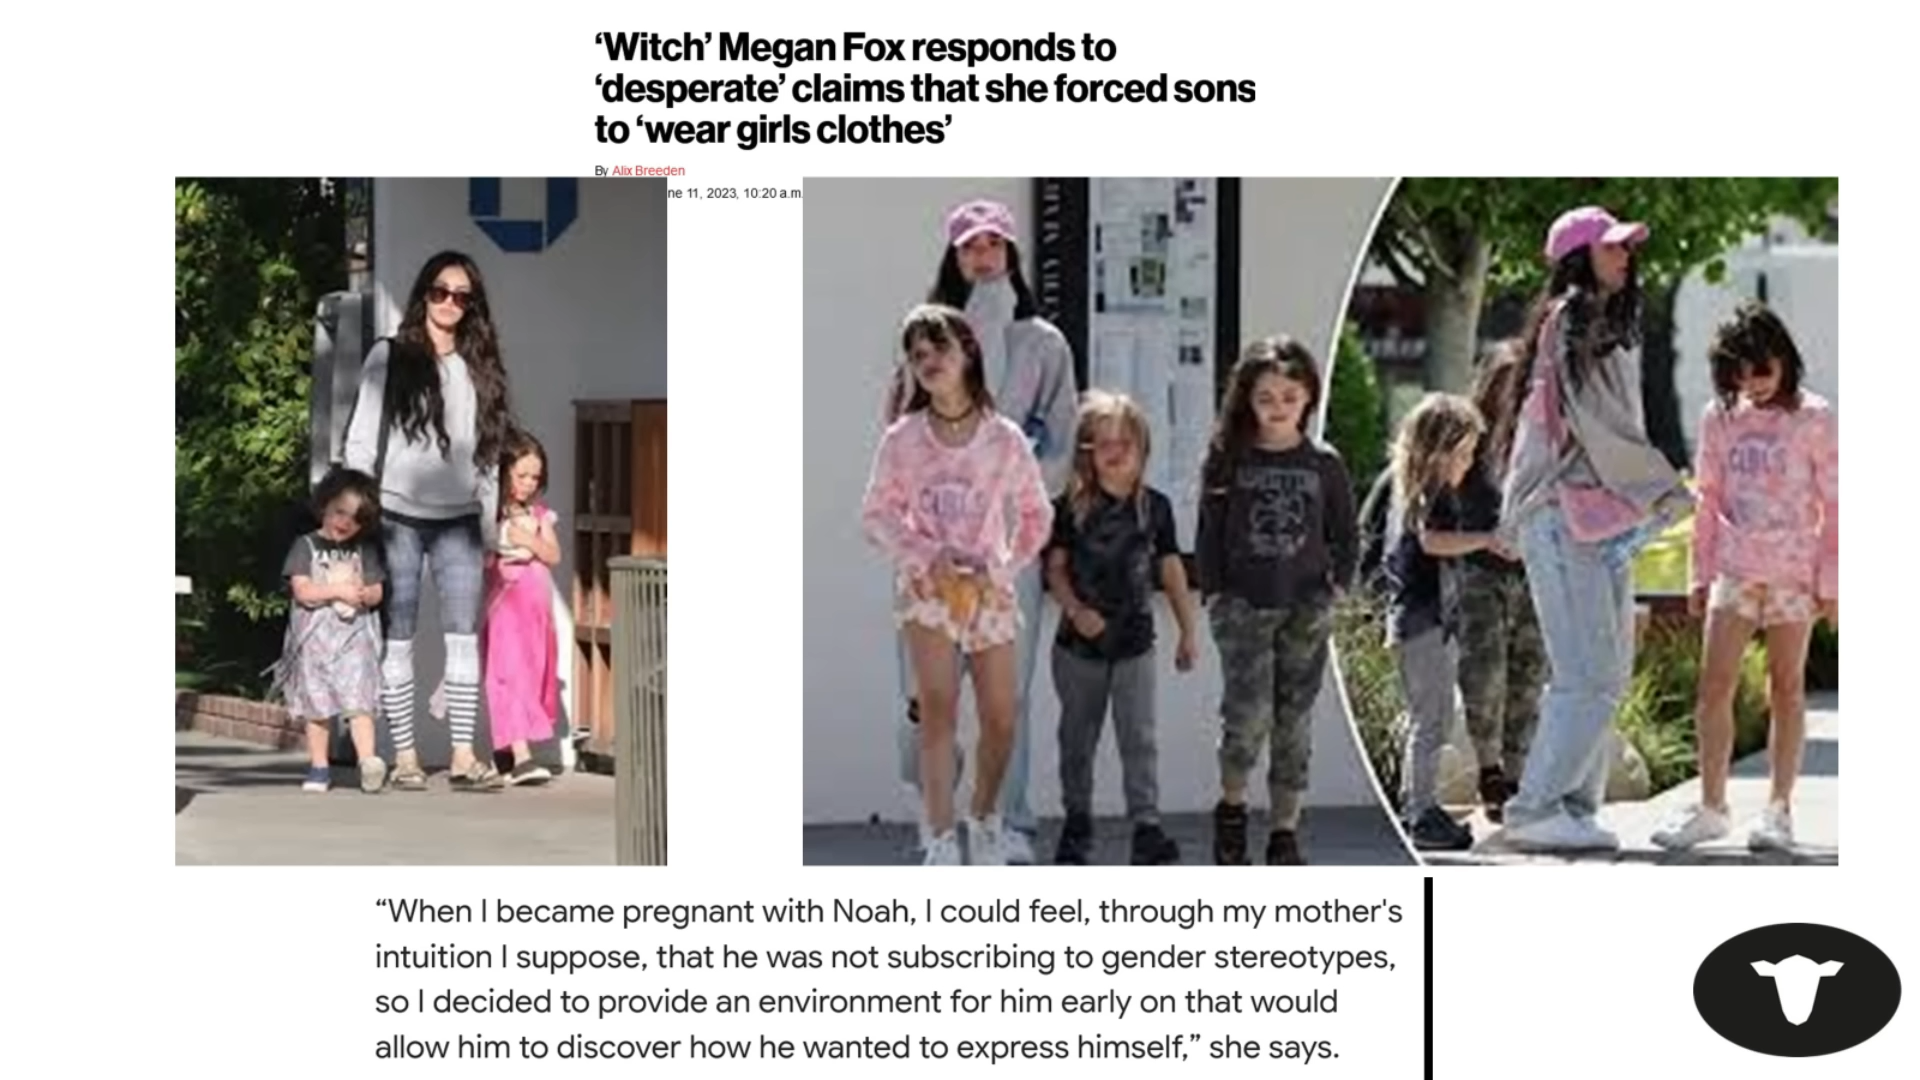 ‘Witch’ Megan Fox responds to
‘desperate’ claims that she forced sons
to ‘wear girls clothes’
By Alix Breeden
ne 11, 2023, 10:20 a.m.
“When I became pregnant with Noah, I could feel, through my mother's
intuition I suppose, that he was not subscribing to gender stereotypes,
so I decided to provide an environment for him early on that would
allow him to discover how he wanted to express himself,” she says.